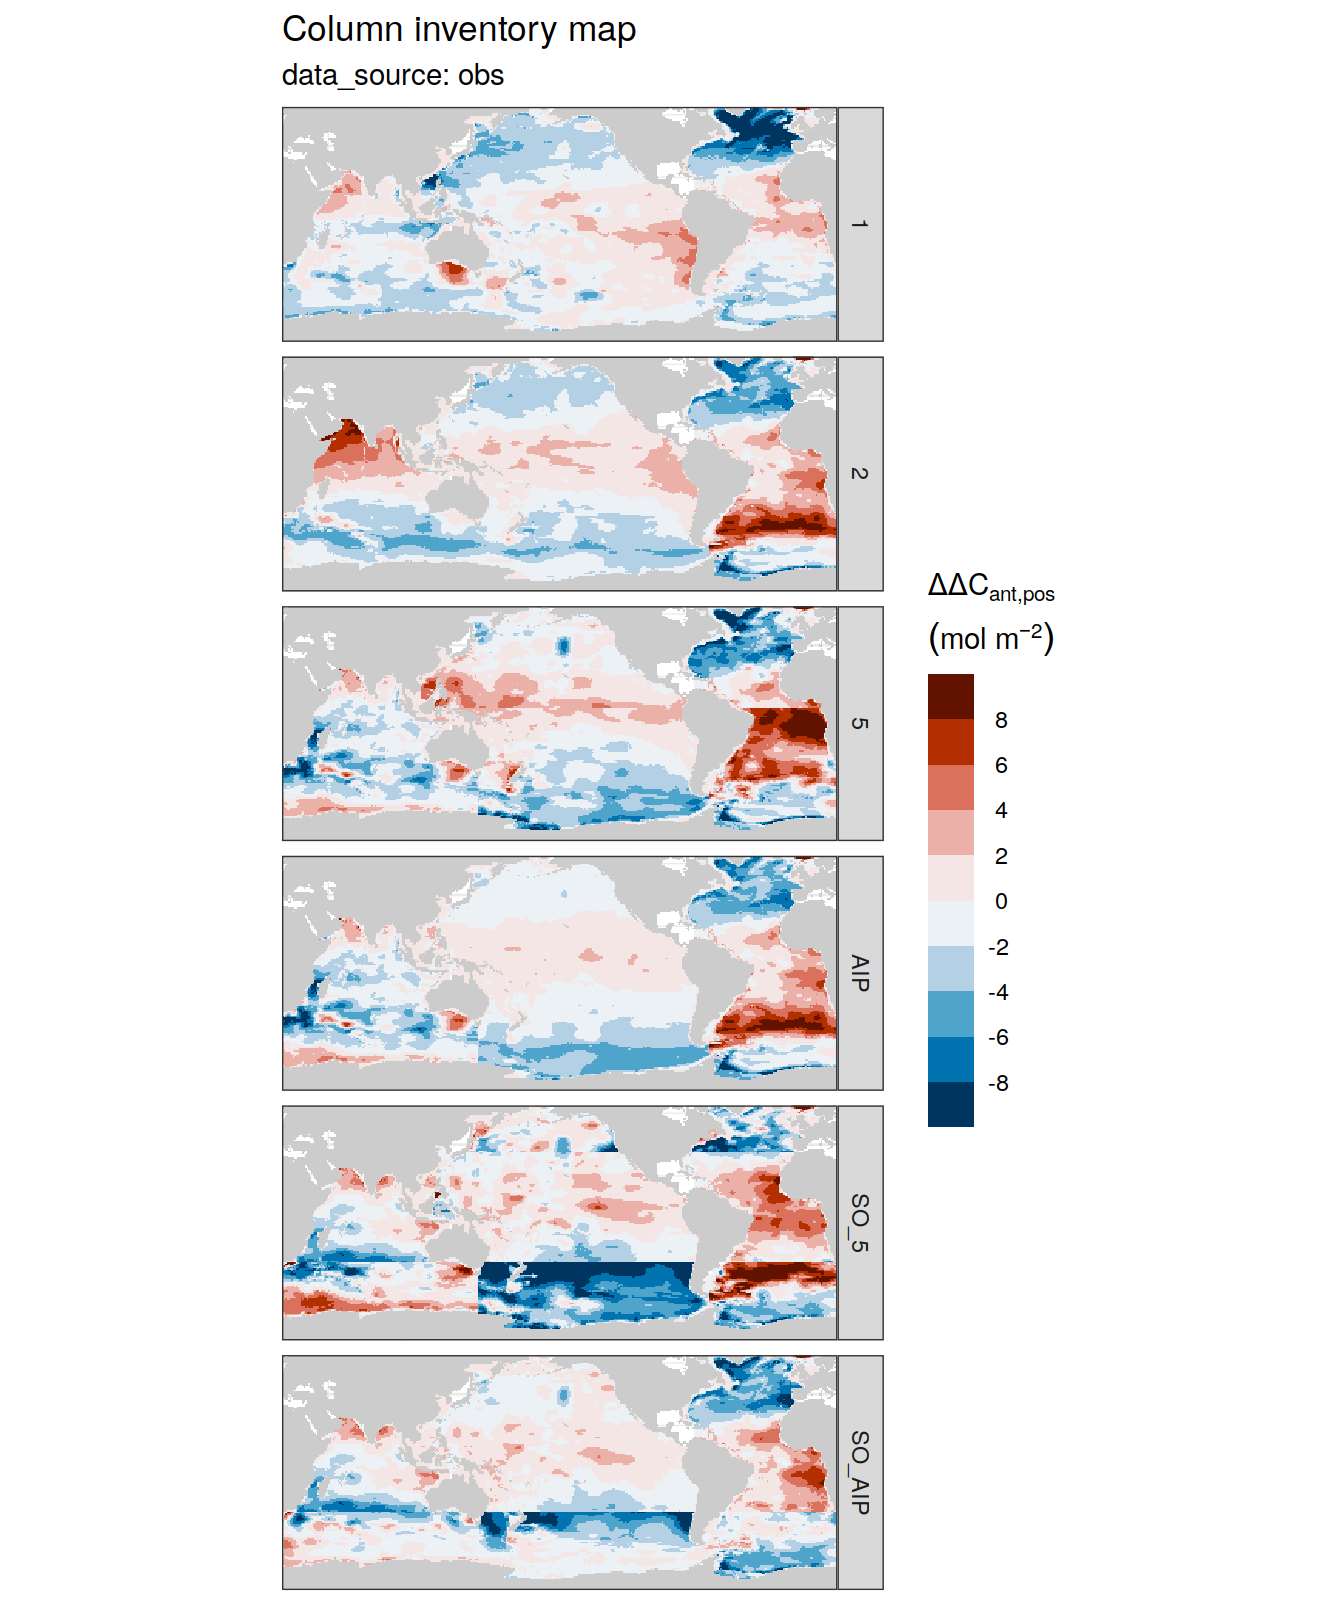 Column inventory map
data_source: obs
1
2
5
AIP
SO_5
SO_AIP
ΔΔC_ant,pos
(mol m⁻²)
8
6
4
2
0
-2
-4
-6
-8